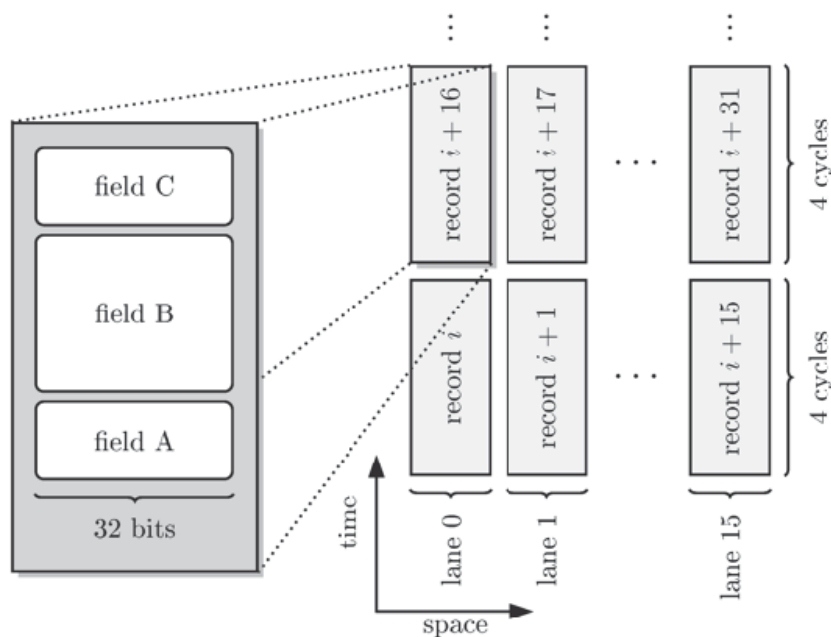 field C
field B
field A
32 bits
⋮
⋮
⋮
record i + 16
record i + 17
· · ·
record i + 31
4 cycles
record i
record i + 1
· · ·
record i + 15
4 cycles
lane 0
lane 1
lane 15
time
space